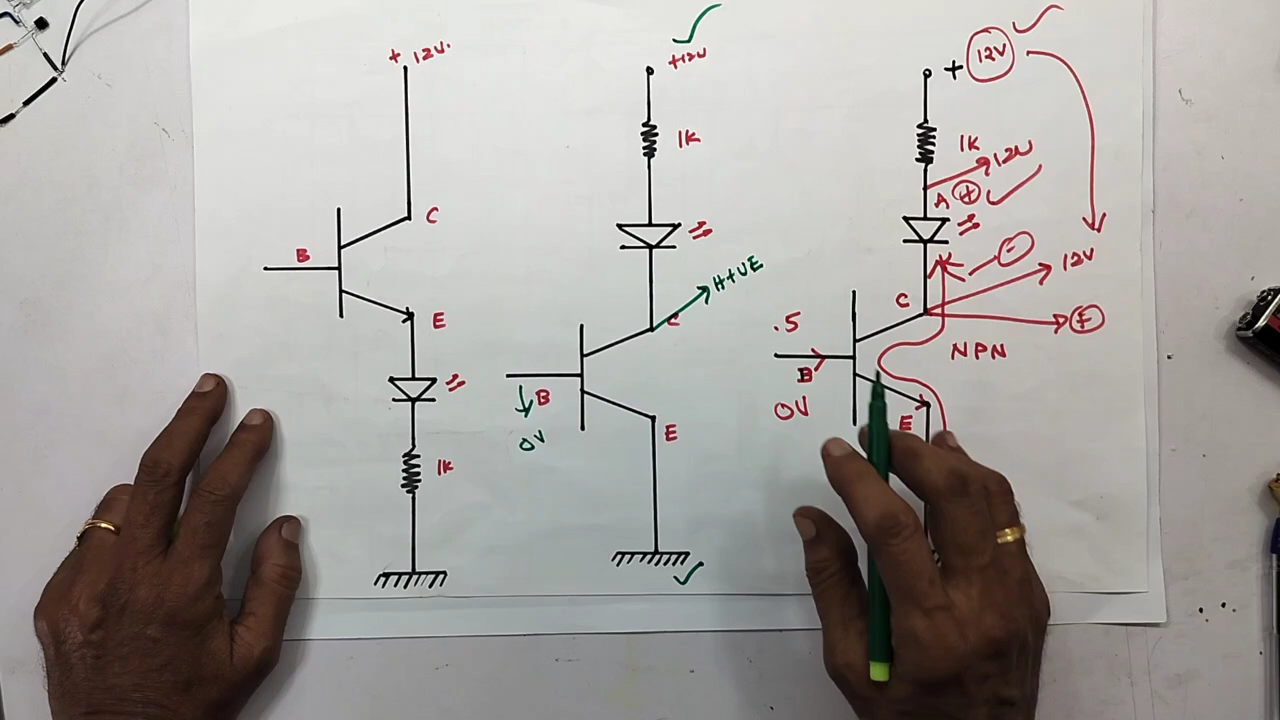 + 12V.
C
B
E
1K
+12V
1K
H+VE
C
B
0V
E
+ 12V
1K
12V
A +
-
12V
C
+
.5
NPN
B
0V
E